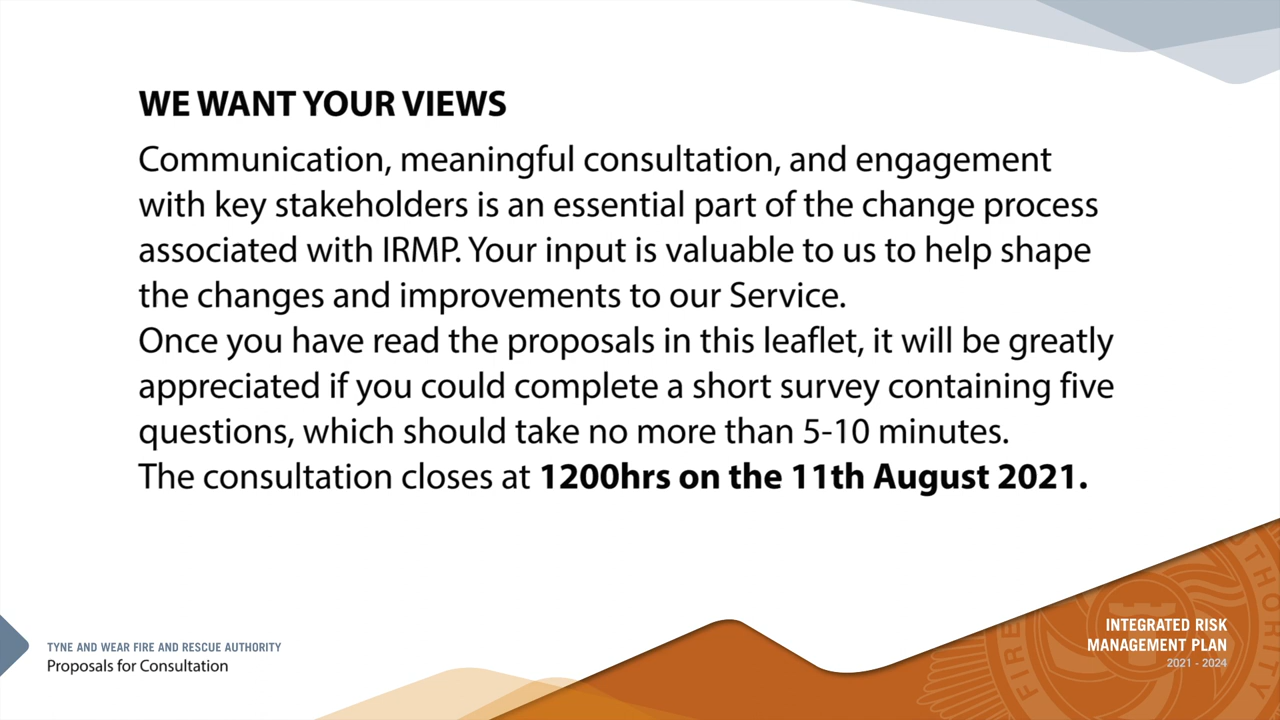 WE WANT YOUR VIEWS
Communication, meaningful consultation, and engagement
with key stakeholders is an essential part of the change process
associated with IRMP. Your input is valuable to us to help shape
the changes and improvements to our Service.
Once you have read the proposals in this leaflet, it will be greatly
appreciated if you could complete a short survey containing five
questions, which should take no more than 5-10 minutes.
The consultation closes at 1200hrs on the 11th August 2021.
TYNE AND WEAR FIRE AND RESCUE AUTHORITY
Proposals for Consultation
INTEGRATED RISK
MANAGEMENT PLAN
2021 - 2024
FIRE